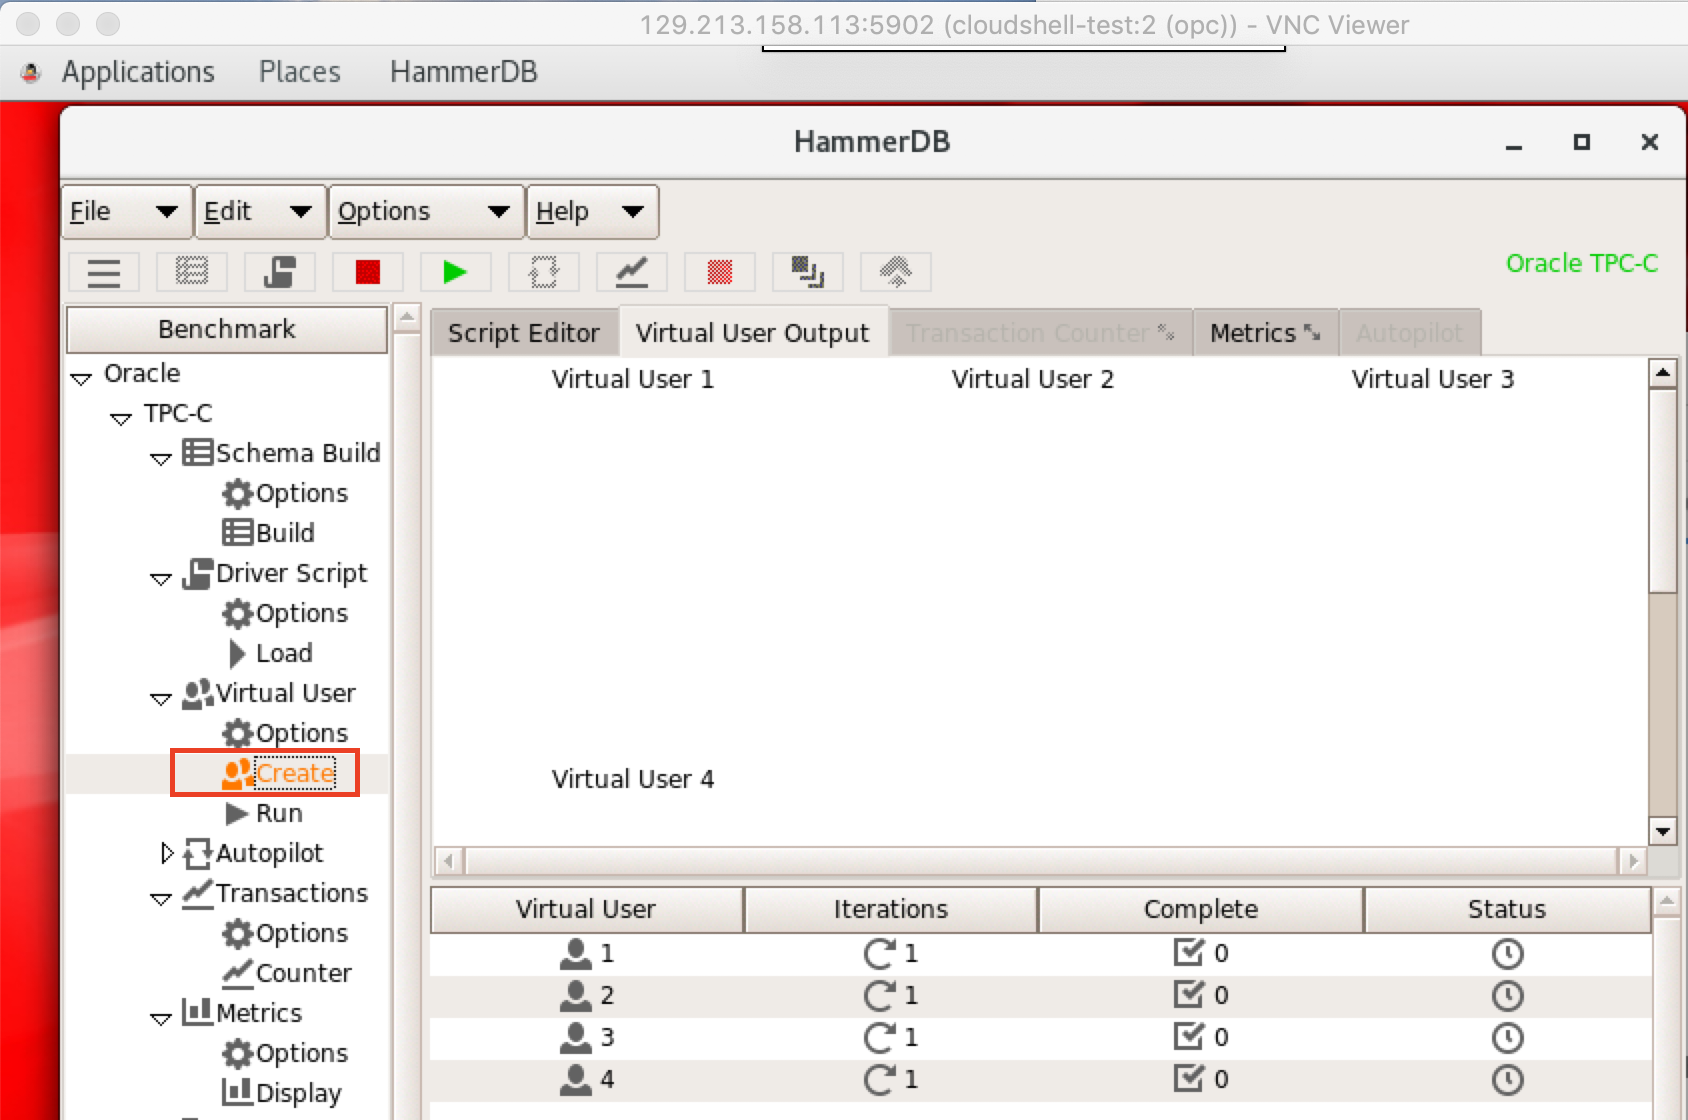 129.213.158.113:5902 (cloudshell-test:2 (opc)) - VNC Viewer
Applications Places HammerDB
HammerDB
File Edit Options Help
Oracle TPC-C
Benchmark
Oracle
TPC-C
Schema Build
Options
Build
Driver Script
Options
Load
Virtual User
Options
Create
Run
Autopilot
Transactions
Options
Counter
Metrics
Options
Display
Script Editor Virtual User Output Transaction Counter Metrics Autopilot
Virtual User 1 Virtual User 2 Virtual User 3
Virtual User 4
Virtual User Iterations Complete Status
1 1 0
2 1 0
3 1 0
4 1 0